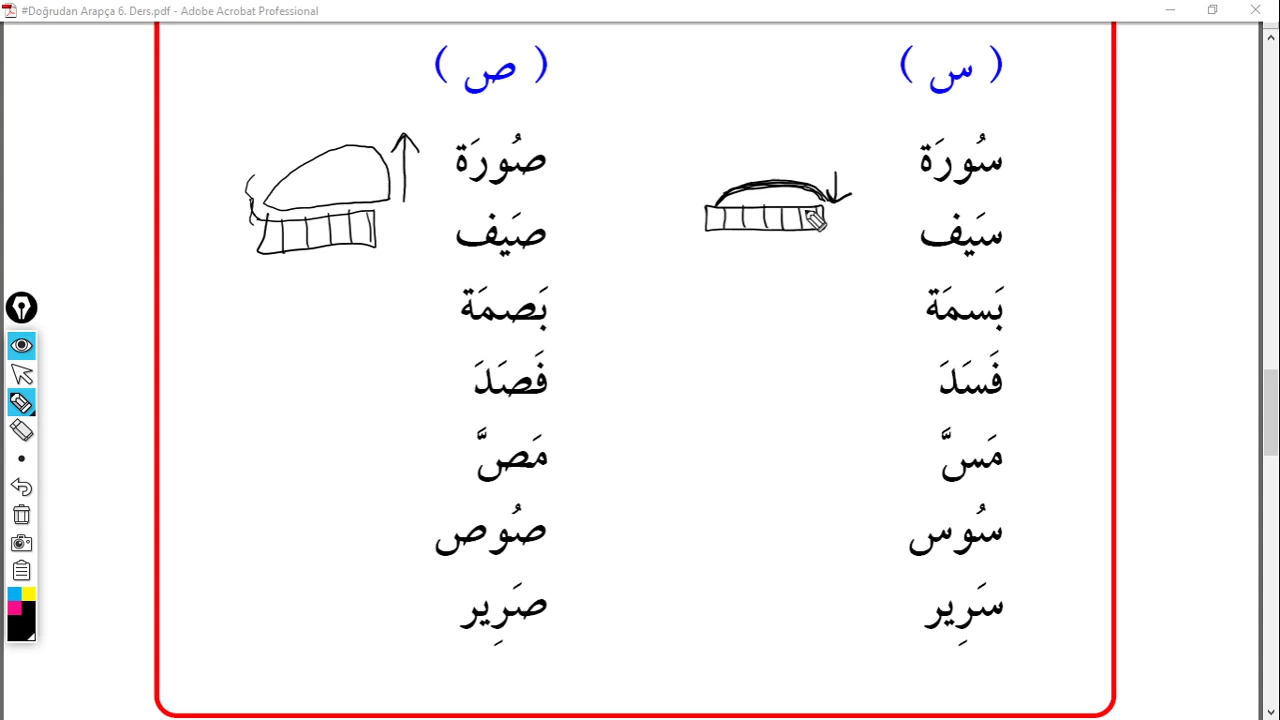 #Doğrudan Arapça 6. Ders.pdf - Adobe Acrobat Professional
( س ) ( ص )
سُورَة صُورَة
سَيف صَيف
بَسمَة بَصمَة
فَسَدَ فَصَدَ
مَسَّ مَصَّ
سُوس صُوص
سَرِير صَرِير